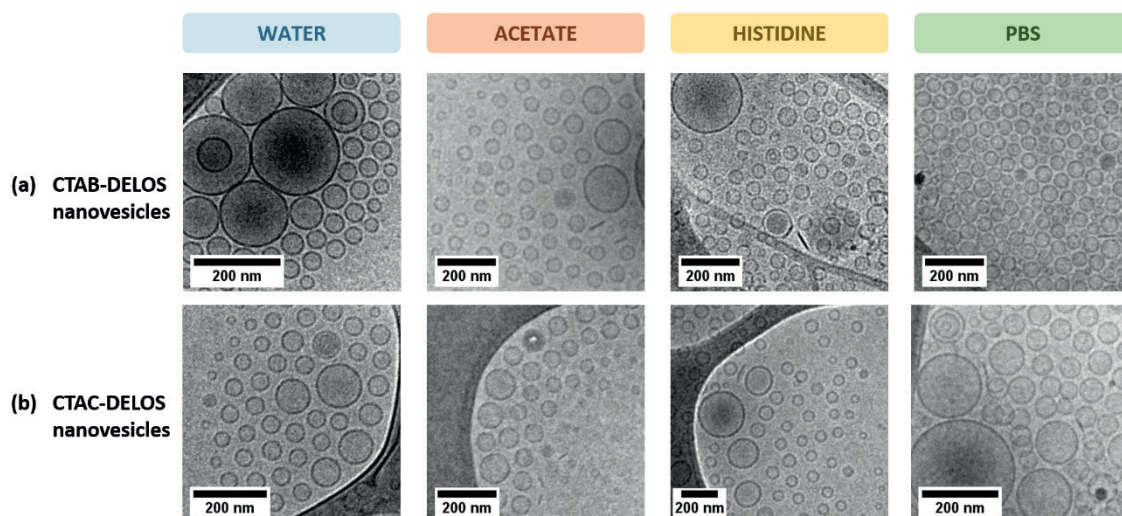 WATER ACETATE HISTIDINE PBS
(a) CTAB-DELOS
nanovesicles
200 nm 200 nm 200 nm 200 nm
(b) CTAC-DELOS
nanovesicles
200 nm 200 nm 200 nm 200 nm